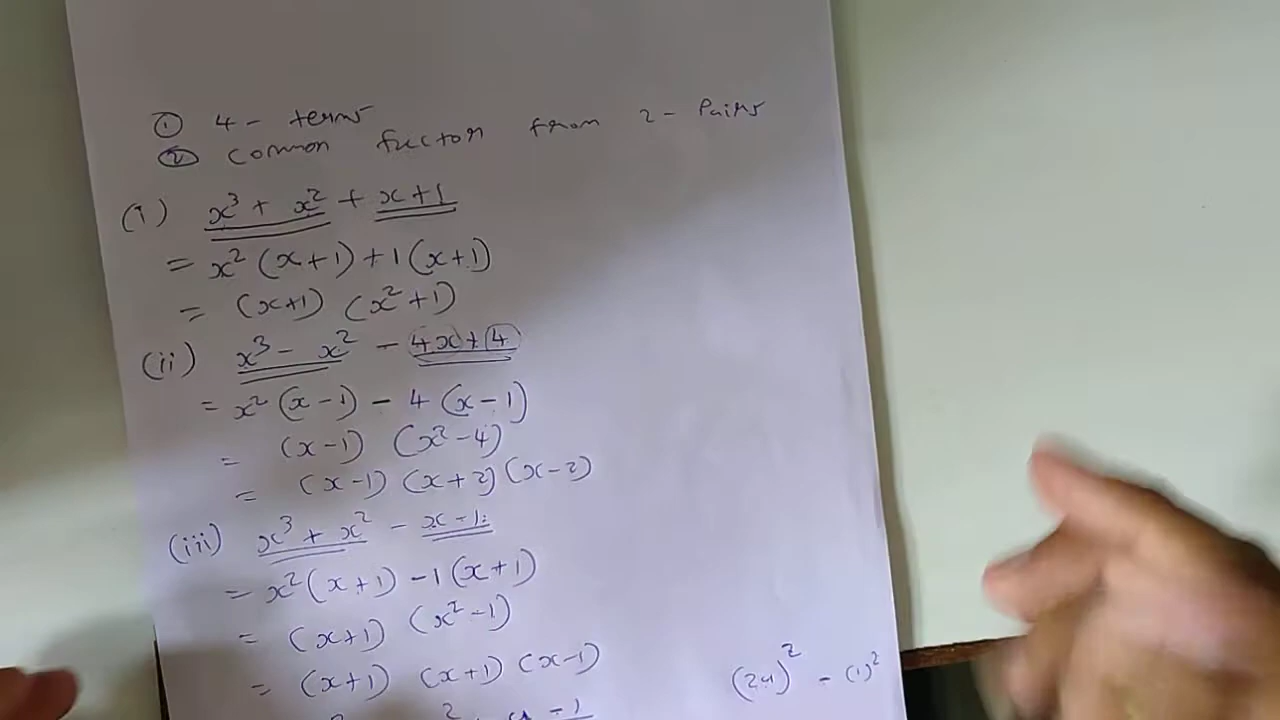 ① 4 - terms
② common factor from 2 - Pairs
(i) x³ + x² + x + 1
= x² (x+1) + 1 (x+1)
= (x+1) (x²+1)
(ii) x³ - x² - 4x + 4
= x² (x-1) - 4 (x-1)
= (x-1) (x²-4)
= (x-1) (x+2) (x-2)
(iii) x³ + x² - x - 1
= x² (x+1) - 1 (x+1)
= (x+1) (x²-1)
= (x+1) (x+1) (x-1)
)² - (1)²